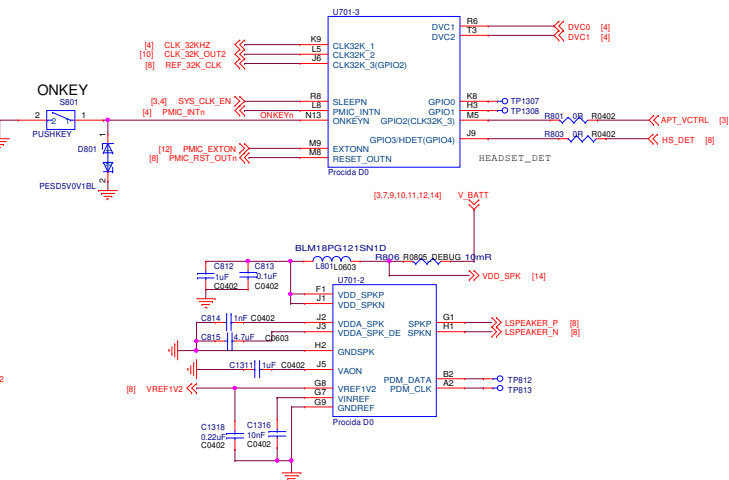 U701-3
K9 CLK32K_1
L5 CLK32K_2
J6 CLK32K_3(GPIO2)
R8 SLEEPN
L8 PMIC_INTN
N13 ONKEYN
M9 EXTONN
M8 RESET_OUTN
DVC1 R6
DVC2 T3
GPIO0 K8
GPIO1 H3
GPIO2(CLK32K_3) M5
GPIO3/HDET(GPIO4) J9
Procida D0
[4] CLK_32KHZ
[10] CLK_32K_OUT2
[8] REF_32K_CLK
[3,4] SYS_CLK_EN
[4] PMIC_INTn
ONKEYn
[12] PMIC_EXTON
[8] PMIC_RST_OUTn
DVC0 [4]
DVC1 [4]
TP1307
TP1308
R801 0R R0402 APT_VCTRL [3]
R803 0R R0402 HS_DET [8]
HEADSET_DET
ONKEY
S801
2 2 1 1
PUSHKEY
D801
1
2
PESD5V0V1BL
[3,7,9,10,11,12,14] V_BATT
BLM18PG121SN1D
L801 L0603
R806 R0805_DEBUG 10mR
VDD_SPK [14]
C812
1uF
C0402
C813
0.1uF
C0402
U701-2
F1 VDD_SPKP
J1 VDD_SPKN
C814 1nF C0402
J2 VDDA_SPK
J3 VDDA_SPK_DE
C815 4.7uF C0603
H2 GNDSPK
C1311 1uF C0402
J5 VAON
[8] VREF1V2
G8 VREF1V2
G7 VINREF
G9 GNDREF
SPKP G1 LSPEAKER_P [8]
SPKN H1 LSPEAKER_N [8]
PDM_DATA B2 TP812
PDM_CLK A2 TP813
Procida D0
C1318
0.22uF
C0402
C1316
10nF
C0402
2